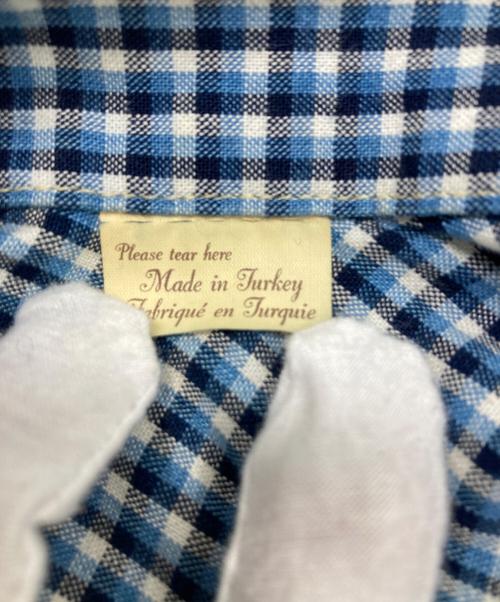 Please tear here
Made in Turkey
Fabriqué en Turquie